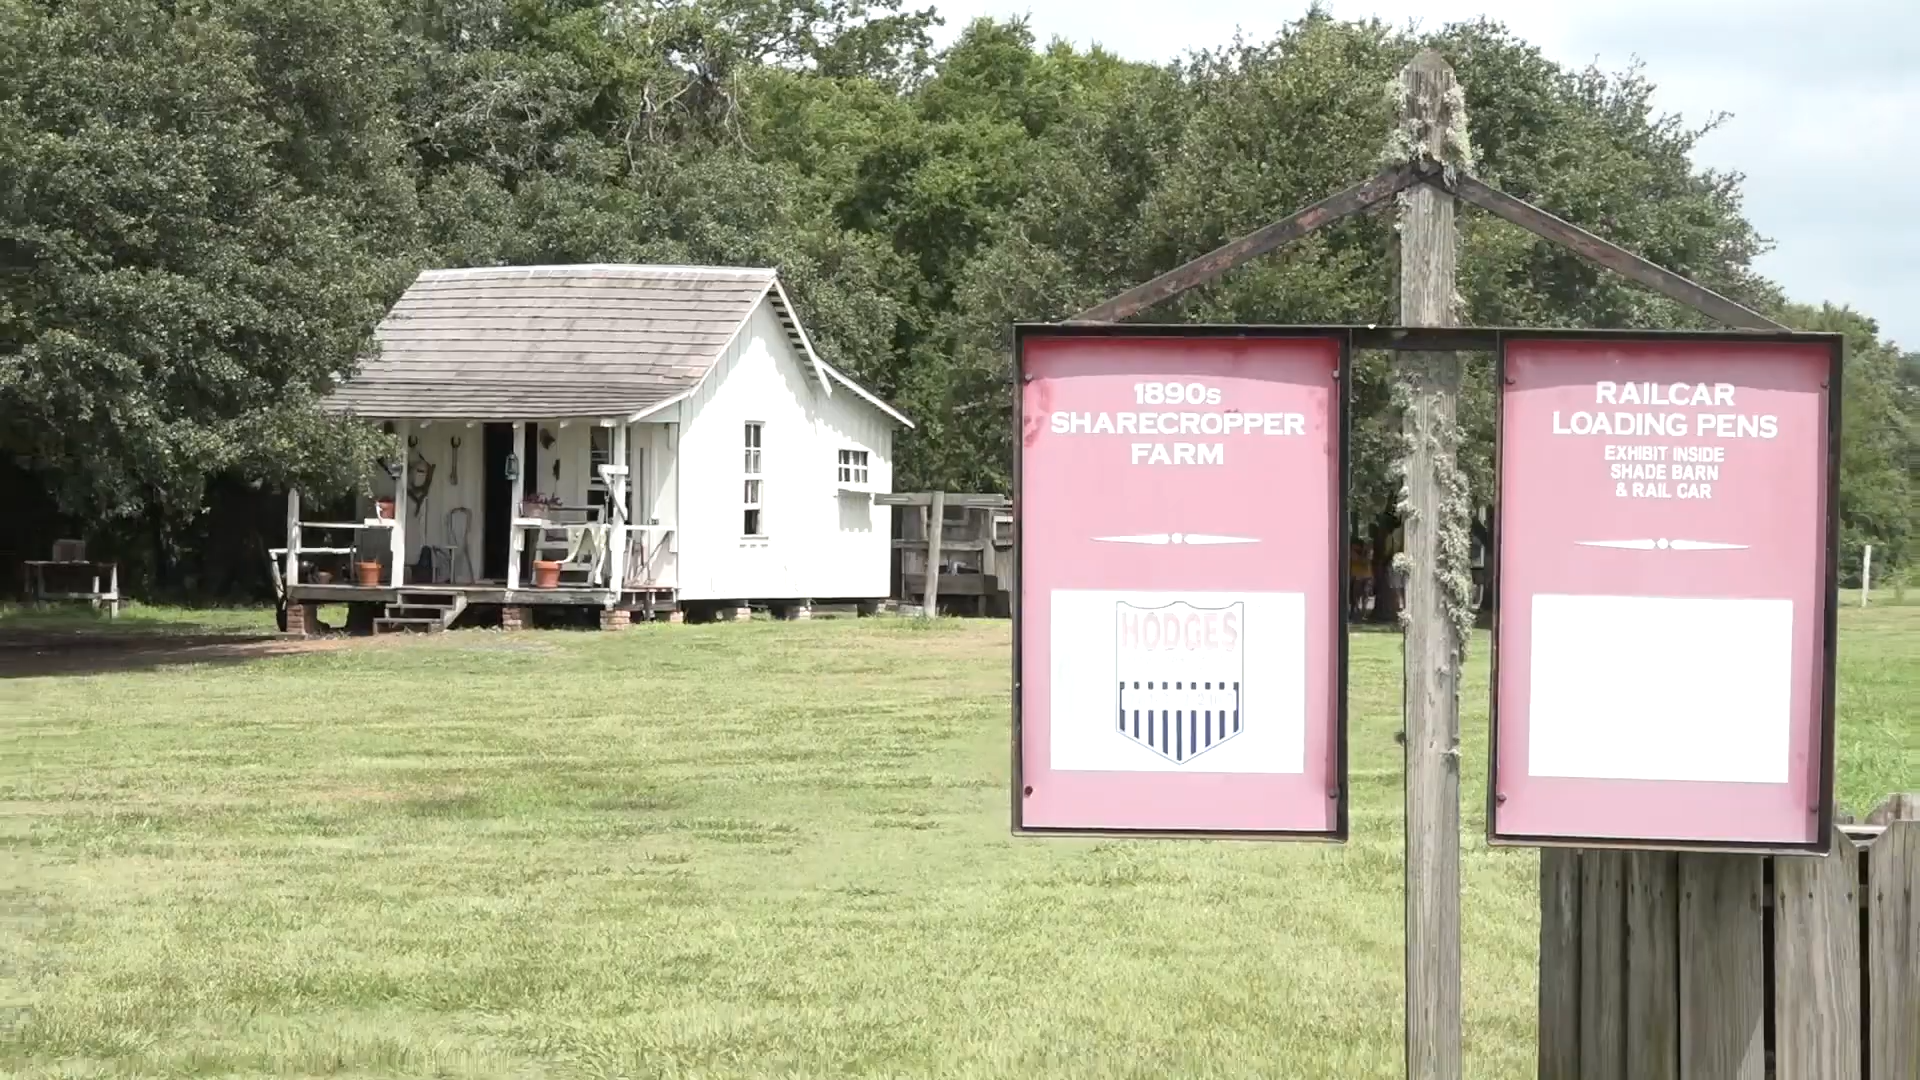 1890s
SHARECROPPER
FARM
HODGES
RAILCAR
LOADING PENS
EXHIBIT INSIDE
SHADE BARN
& RAIL CAR